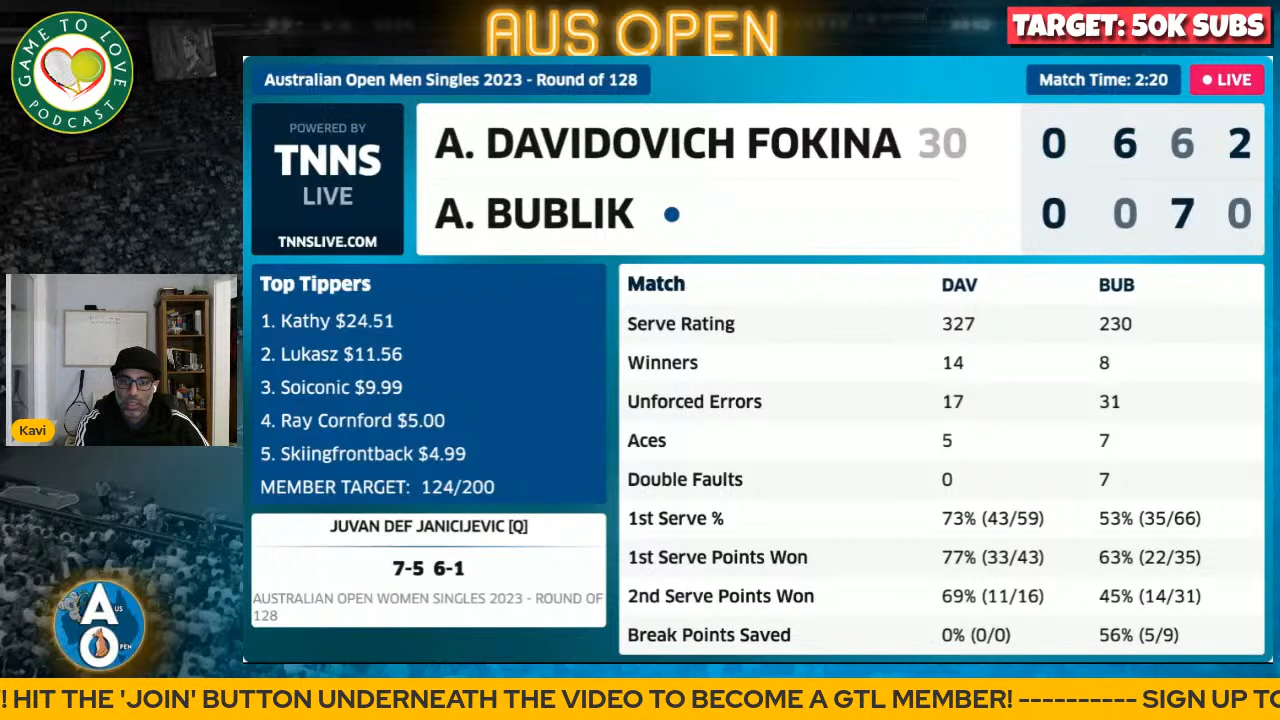 GAME TO LOVE
PODCAST
AUS OPEN
TARGET: 50K SUBS
Australian Open Men Singles 2023 - Round of 128
Match Time: 2:20
LIVE
POWERED BY
TNNS
LIVE
TNNSLIVE.COM
A. DAVIDOVICH FOKINA 30 0 6 6 2
A. BUBLIK 0 0 7 0
Top Tippers
1. Kathy $24.51
2. Lukasz $11.56
3. Soiconic $9.99
4. Ray Cornford $5.00
5. Skiingfrontback $4.99
MEMBER TARGET: 124/200
JUVAN DEF JANICIJEVIC [Q]
7-5 6-1
AUSTRALIAN OPEN WOMEN SINGLES 2023 - ROUND OF
128
Match DAV BUB
Serve Rating 327 230
Winners 14 8
Unforced Errors 17 31
Aces 5 7
Double Faults 0 7
1st Serve % 73% (43/59) 53% (35/66)
1st Serve Points Won 77% (33/43) 63% (22/35)
2nd Serve Points Won 69% (11/16) 45% (14/31)
Break Points Saved 0% (0/0) 56% (5/9)
Kavi
AUS
OPEN
! HIT THE 'JOIN' BUTTON UNDERNEATH THE VIDEO TO BECOME A GTL MEMBER! ---------- SIGN UP TO